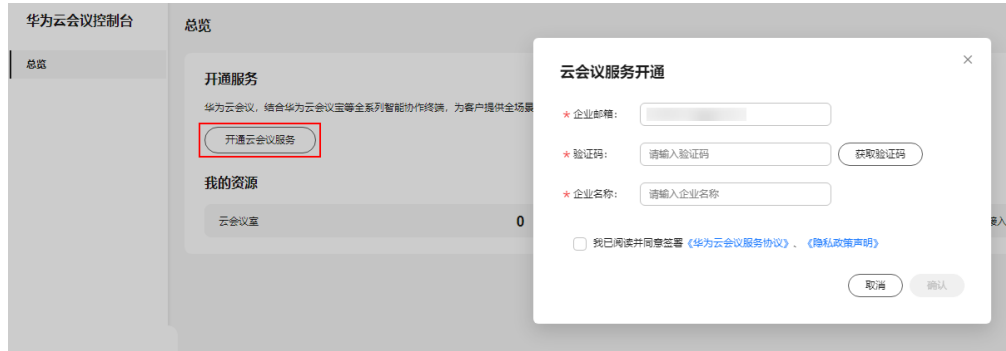 华为云会议控制台
总览
总览
开通服务
华为云会议，结合华为云会议宝等全系列智能协作终端，为客户提供全场景
开通云会议服务
我的资源
云会议室
0
接入
云会议服务开通
* 企业邮箱：
* 验证码：
请输入验证码
获取验证码
* 企业名称：
请输入企业名称
我已阅读并同意签署《华为云会议服务协议》、《隐私政策声明》
取消
确认